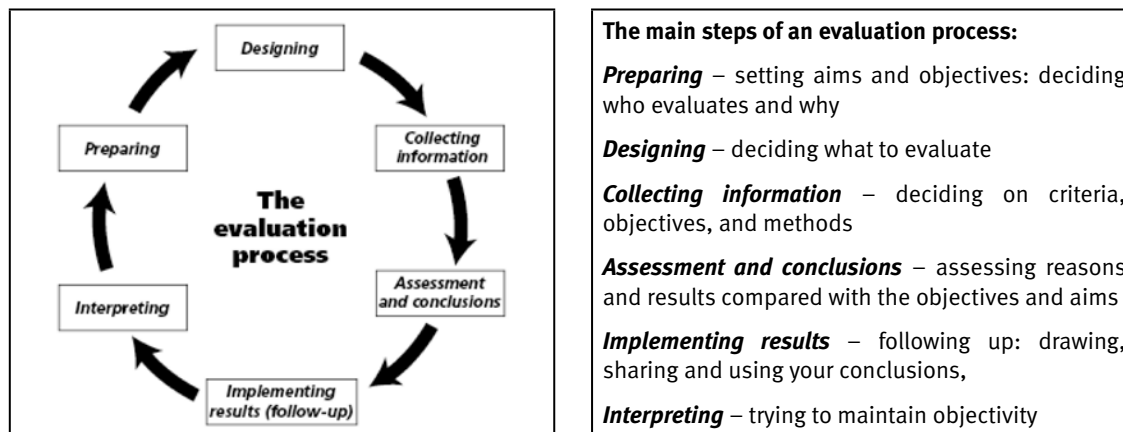 Designing
Collecting
information
Assessment
and conclusions
Implementing
results (follow-up)
Interpreting
Preparing
The
evaluation
process
The main steps of an evaluation process:
Preparing – setting aims and objectives: deciding
who evaluates and why
Designing – deciding what to evaluate
Collecting information – deciding on criteria,
objectives, and methods
Assessment and conclusions – assessing reasons
and results compared with the objectives and aims
Implementing results – following up: drawing,
sharing and using your conclusions,
Interpreting – trying to maintain objectivity